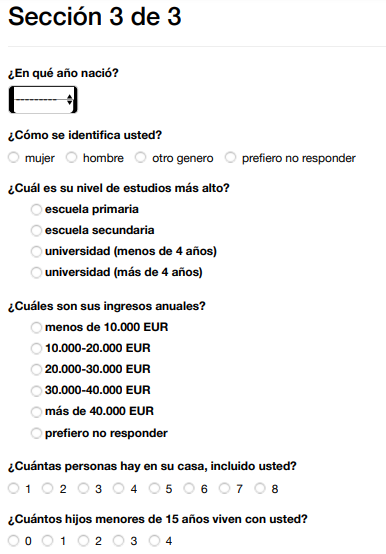 Sección 3 de 3
¿En qué año nació?
---------
¿Cómo se identifica usted?
mujer hombre otro genero prefiero no responder
¿Cuál es su nivel de estudios más alto?
escuela primaria
escuela secundaria
universidad (menos de 4 años)
universidad (más de 4 años)
¿Cuáles son sus ingresos anuales?
menos de 10.000 EUR
10.000-20.000 EUR
20.000-30.000 EUR
30.000-40.000 EUR
más de 40.000 EUR
prefiero no responder
¿Cuántas personas hay en su casa, incluido usted?
1 2 3 4 5 6 7 8
¿Cuántos hijos menores de 15 años viven con usted?
0 1 2 3 4